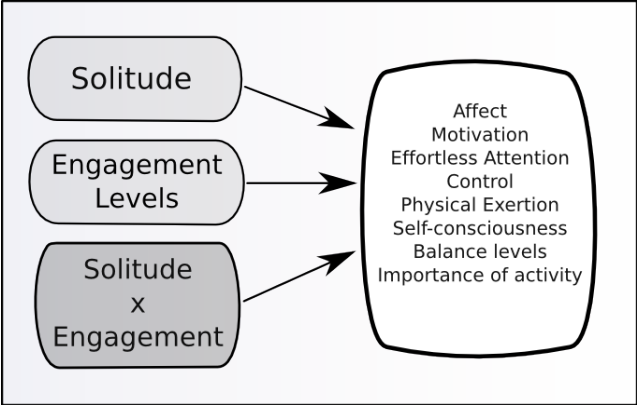 Solitude
Engagement
Levels
Solitude
x
Engagement
Affect
Motivation
Effortless Attention
Control
Physical Exertion
Self-consciousness
Balance levels
Importance of activity